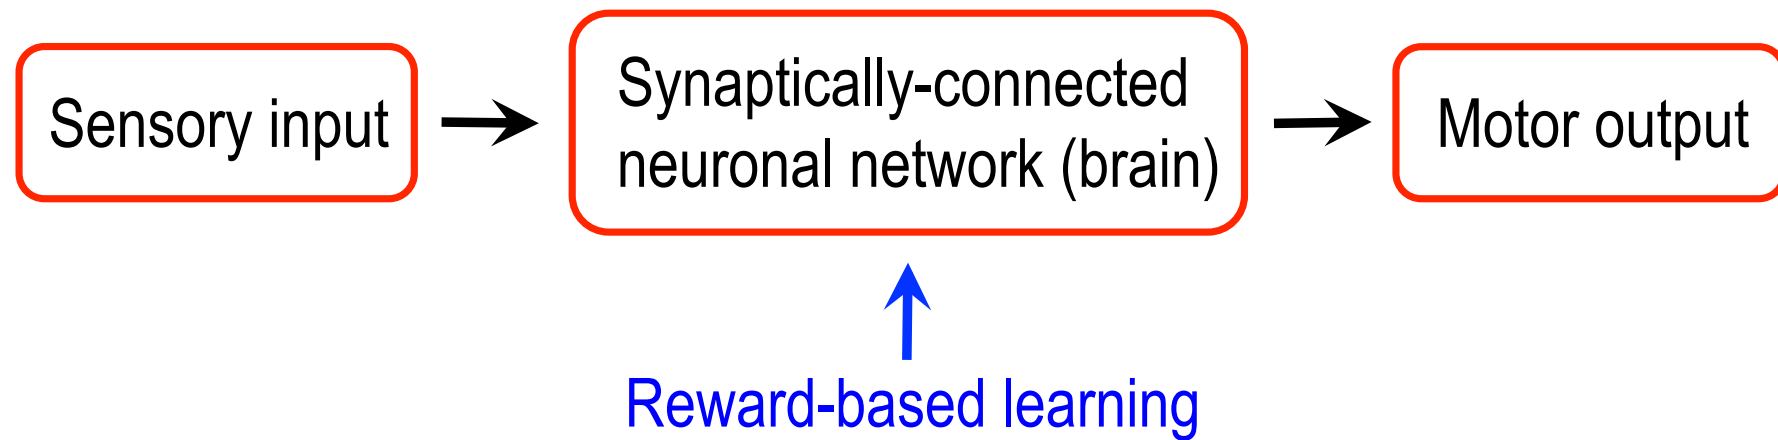 Sensory input
Synaptically-connected
neuronal network (brain)
Motor output
Reward-based learning